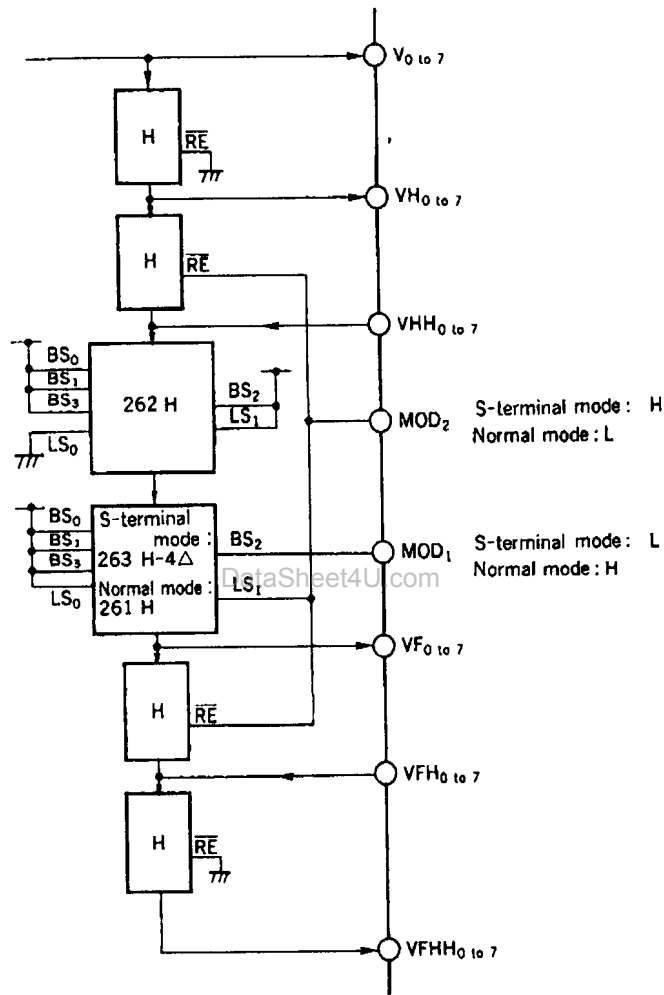 V0 to 7
H
RE
VH0 to 7
H
RE
VHH0 to 7
BS0
BS1
BS3
LS0
262 H
BS2
LS1
MOD2 S-terminal mode : H
Normal mode : L
BS0
BS1
BS3
LS0
S-terminal
mode :
263 H-4△
Normal mode :
261 H
BS2
LS1
MOD1 S-terminal mode : L
Normal mode : H
DataSheet4U.com
VF0 to 7
H
RE
VFH0 to 7
H
RE
VFHH0 to 7